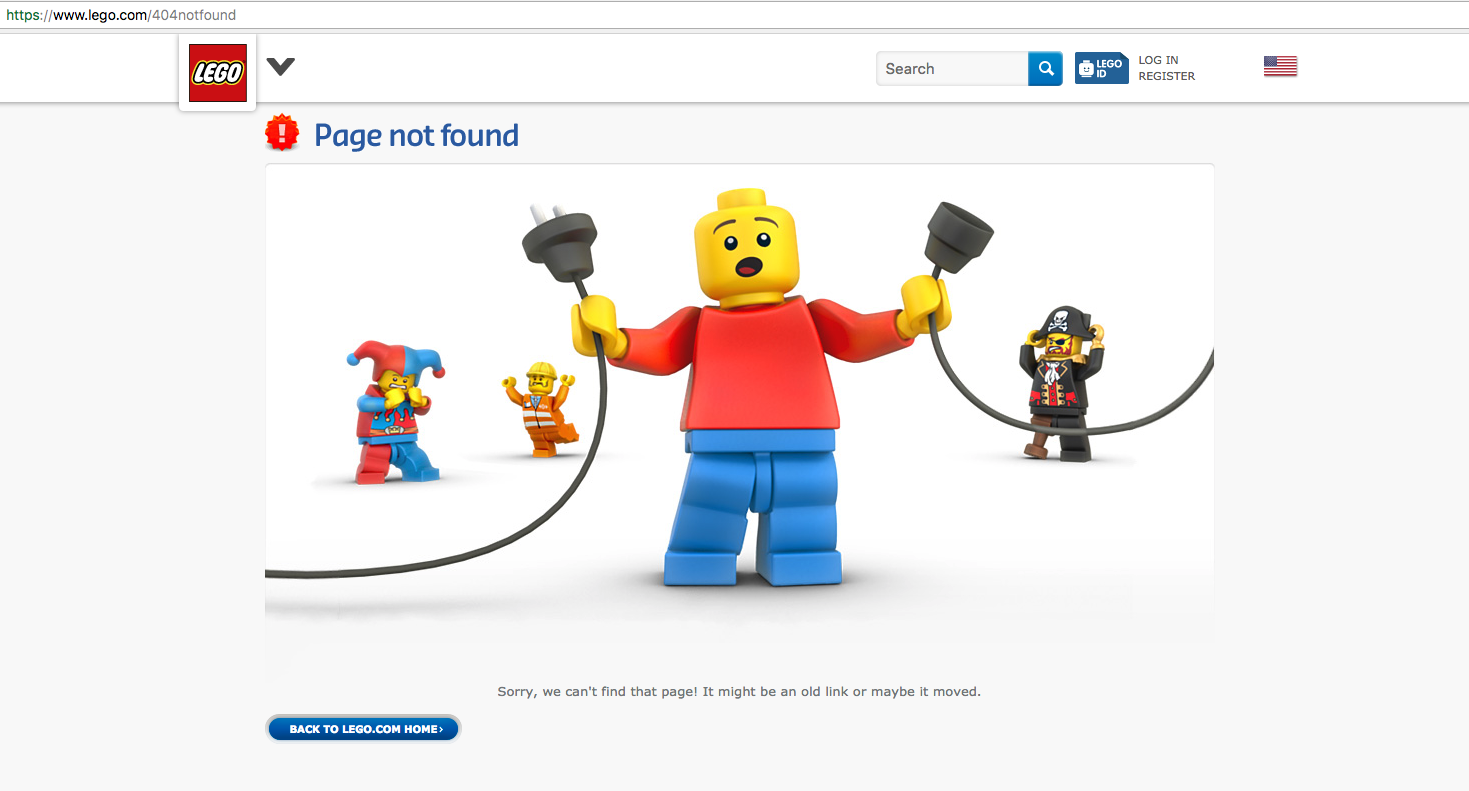 https://www.lego.com/404notfound
LEGO
Search
LEGO
ID
LOG IN
REGISTER
Page not found
Sorry, we can't find that page! It might be an old link or maybe it moved.
BACK TO LEGO.COM HOME›